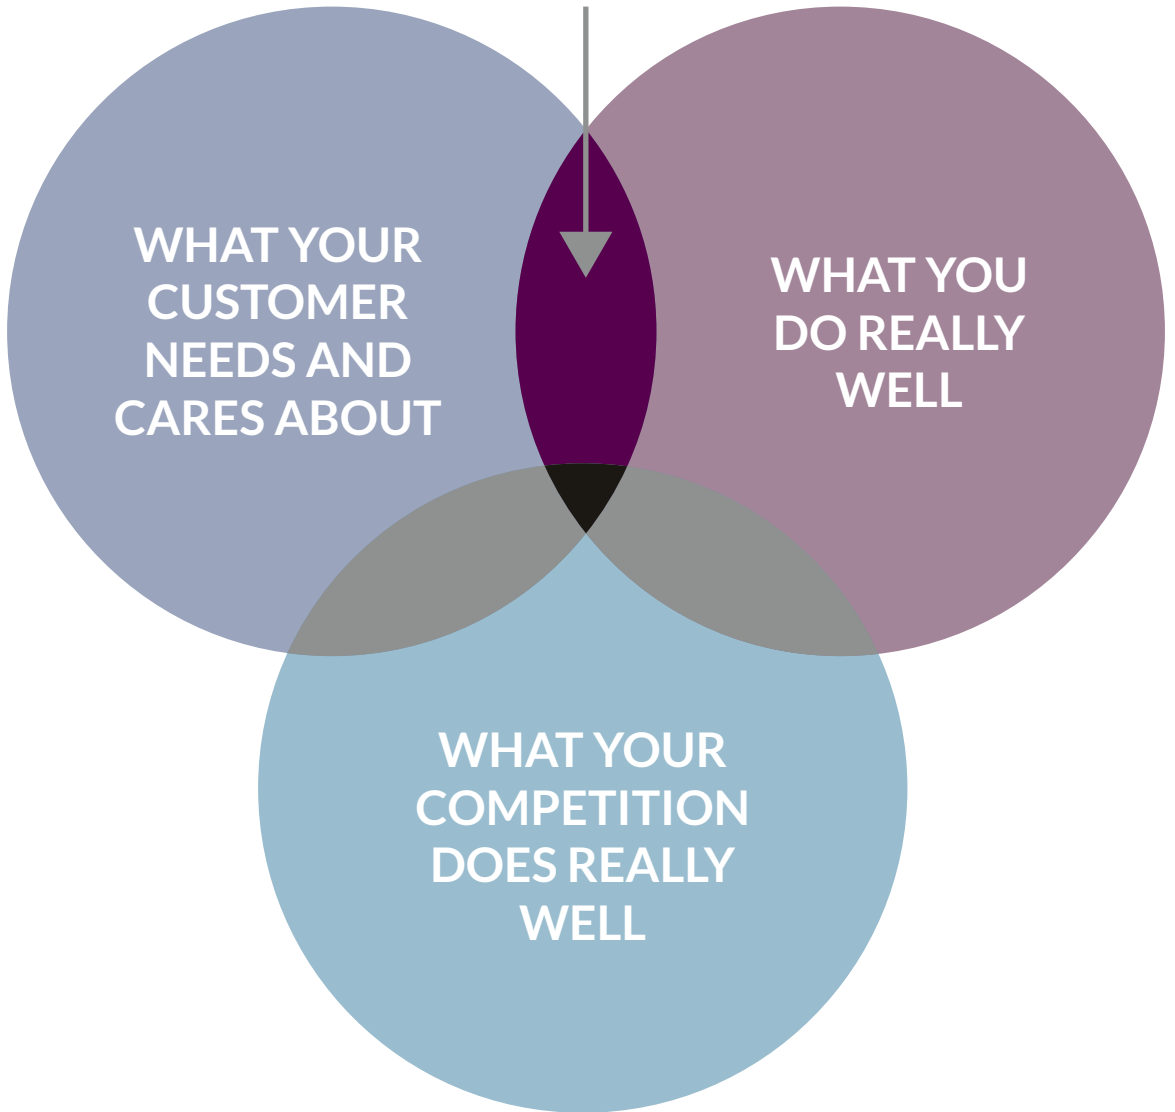 WHAT YOUR
CUSTOMER
NEEDS AND
CARES ABOUT
WHAT YOU
DO REALLY
WELL
WHAT YOUR
COMPETITION
DOES REALLY
WELL